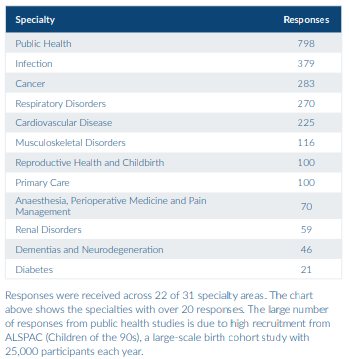 Specialty Responses
Public Health 798
Infection 379
Cancer 283
Respiratory Disorders 270
Cardiovascular Disease 225
Musculoskeletal Disorders 116
Reproductive Health and Childbirth 100
Primary Care 100
Anaesthesia, Perioperative Medicine and Pain
Management 70
Renal Disorders 59
Dementias and Neurodegeneration 46
Diabetes 21
Responses were received across 22 of 31 specialty areas. The chart
above shows the specialties with over 20 responses. The large number
of responses from public health studies is due to high recruitment from
ALSPAC (Children of the 90s), a large-scale birth cohort study with
25,000 participants each year.